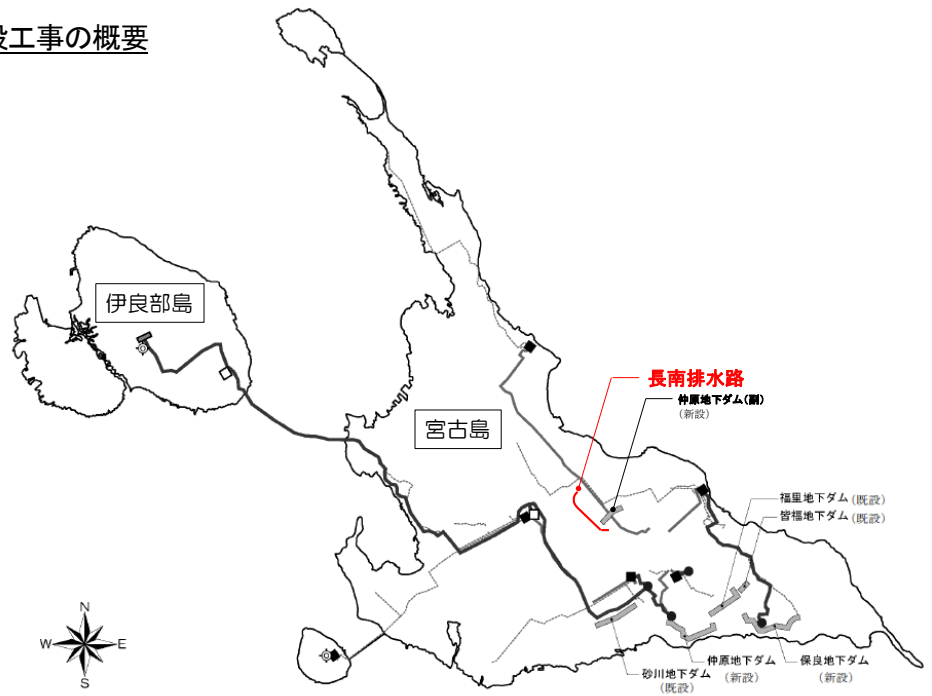 設工事の概要
伊良部島
宮古島
長南排水路
仲原地下ダム(副)
(新設)
福里地下ダム (既設)
皆福地下ダム (既設)
砂川地下ダム
(既設)
仲原地下ダム
(新設)
保良地下ダム
(新設)
N
W
E
S